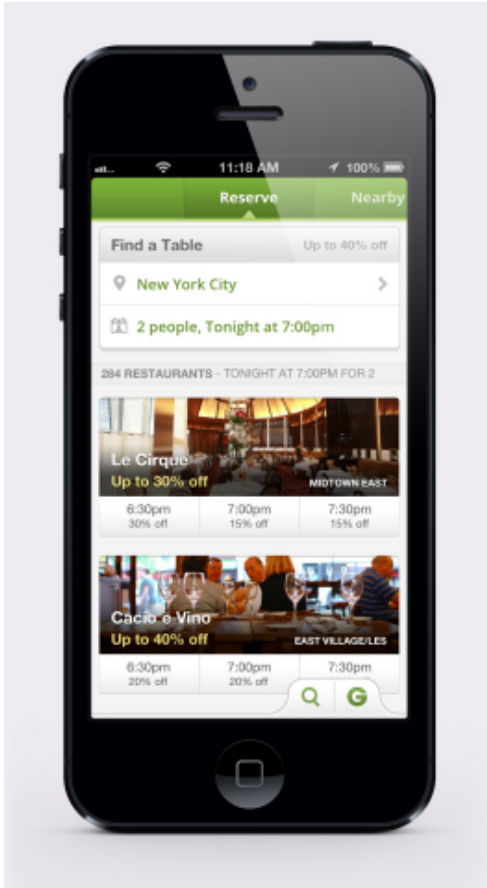 11:18 AM
100%
Reserve
Nearby
Find a Table
Up to 40% off
New York City
2 people, Tonight at 7:00pm
284 RESTAURANTS - TONIGHT AT 7:00PM FOR 2
Le Cirque
Up to 30% off
MIDTOWN EAST
6:30pm 7:00pm 7:30pm
30% off 15% off 15% off
Cacio e Vino
Up to 40% off
EAST VILLAGE/LES
6:30pm 7:00pm 7:30pm
20% off 20% off
G